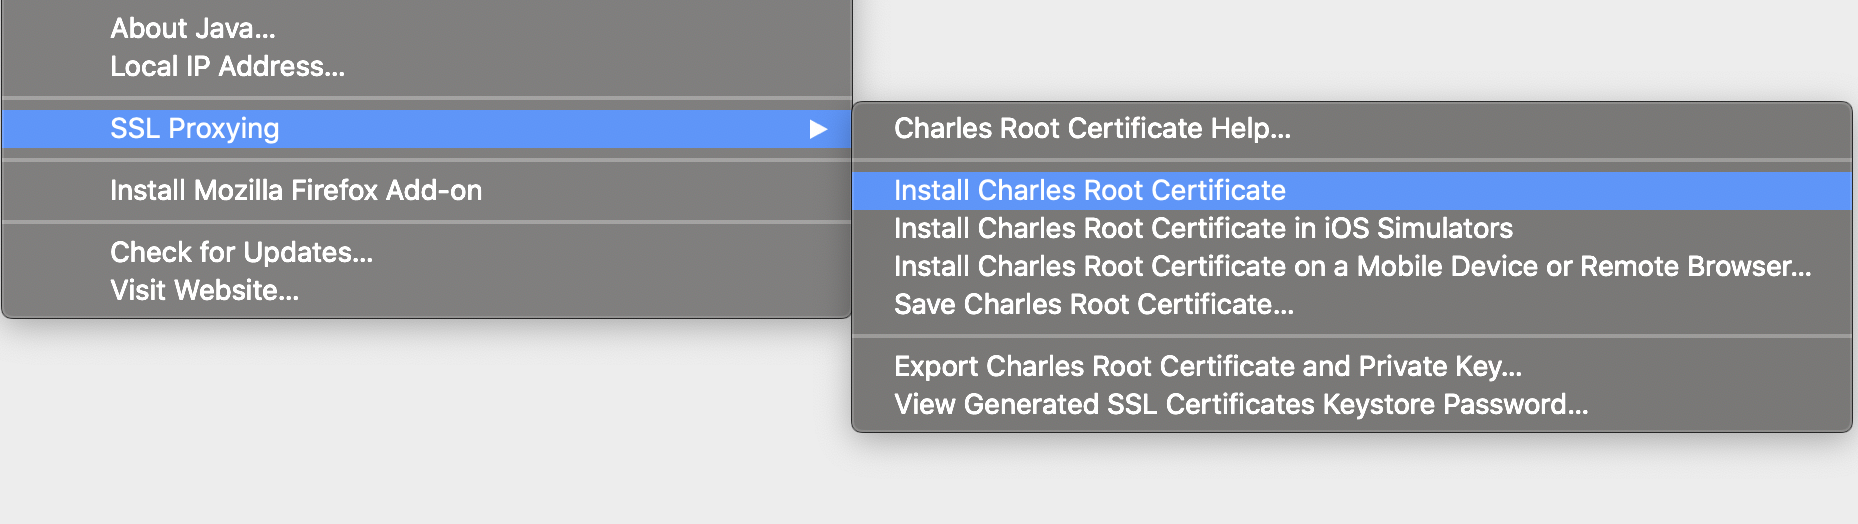 About Java...
Local IP Address...
SSL Proxying
Install Mozilla Firefox Add-on
Check for Updates...
Visit Website...
Charles Root Certificate Help...
Install Charles Root Certificate
Install Charles Root Certificate in iOS Simulators
Install Charles Root Certificate on a Mobile Device or Remote Browser...
Save Charles Root Certificate...
Export Charles Root Certificate and Private Key...
View Generated SSL Certificates Keystore Password...